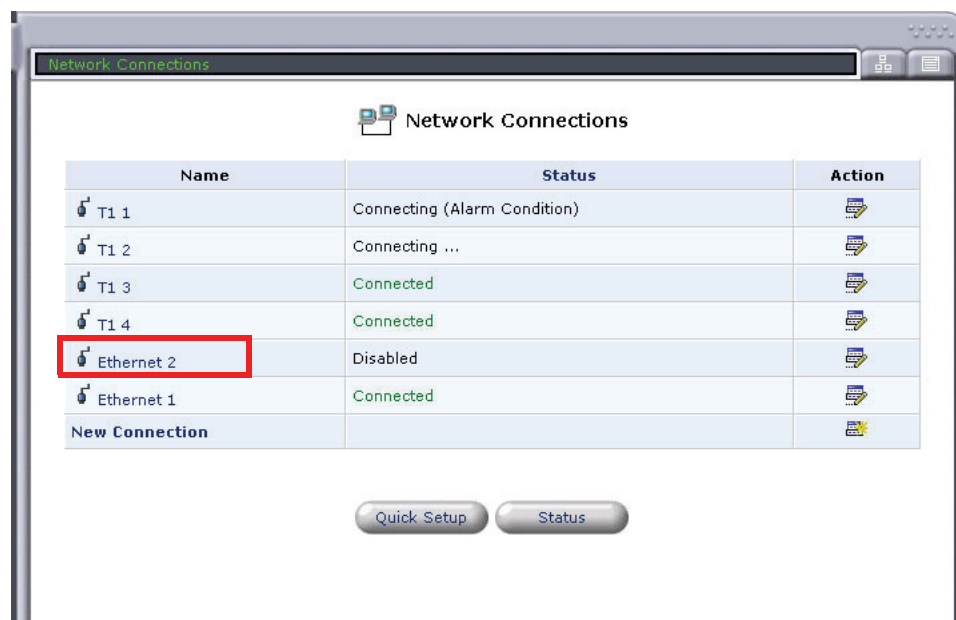 Network Connections
Network Connections
Name Status Action
T1 1 Connecting (Alarm Condition)
T1 2 Connecting ...
T1 3 Connected
T1 4 Connected
Ethernet 2 Disabled
Ethernet 1 Connected
New Connection
Quick Setup Status